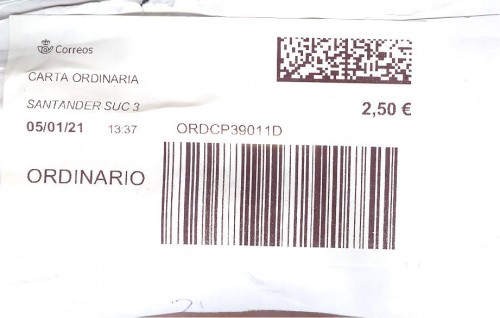 Correos
CARTA ORDINARIA
SANTANDER SUC 3
2,50 €
05/01/21 13:37 ORDCP39011D
ORDINARIO